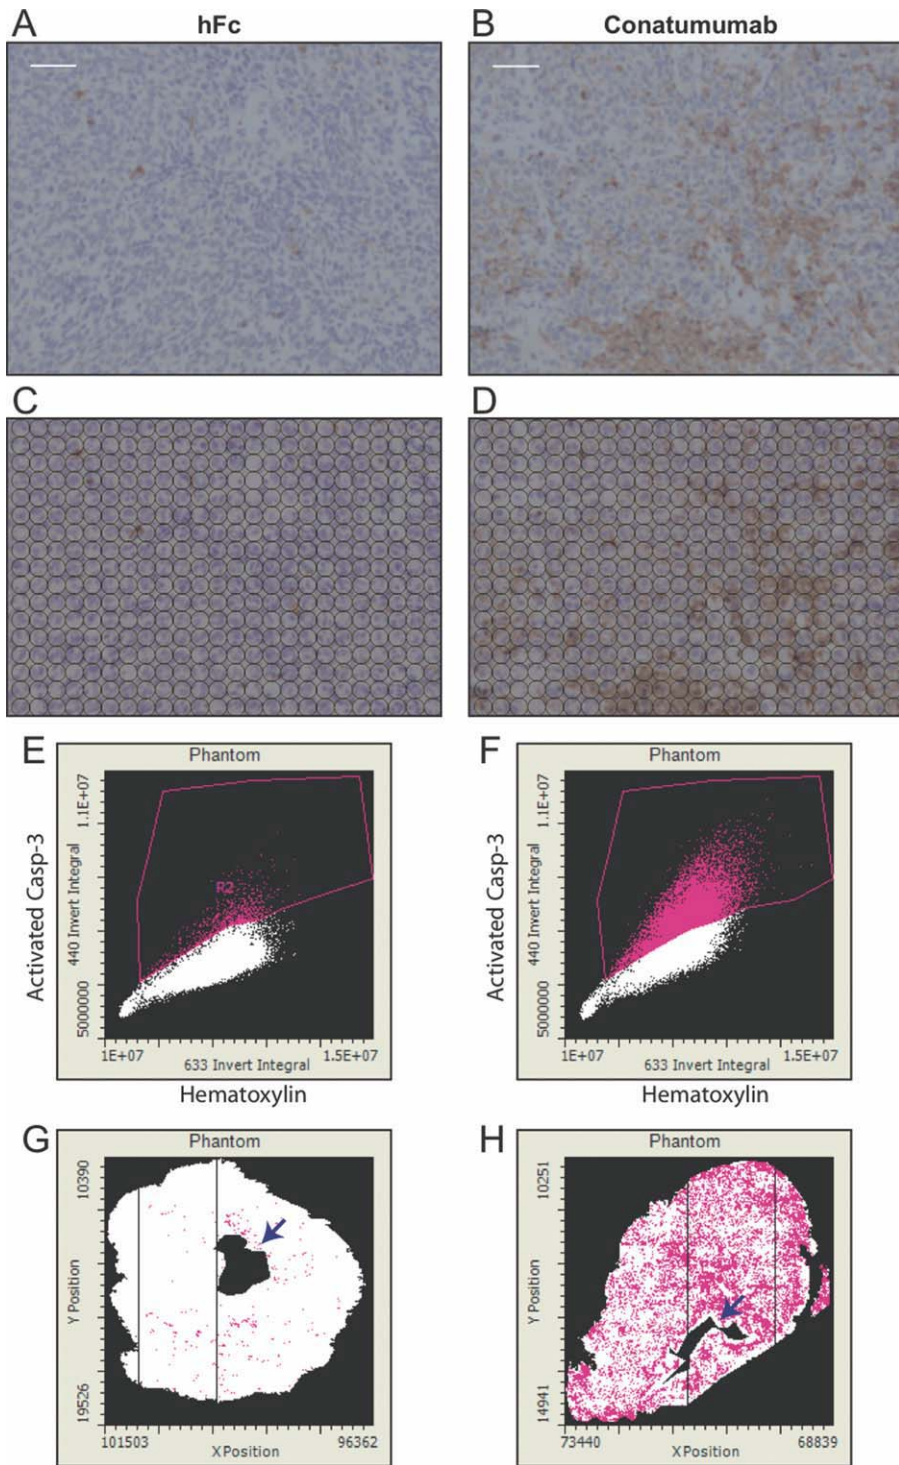 A hFc
B Conatumumab
C
D
E
Phantom
Activated Casp-3
440 Invert Integral
1.1E+07
5000000
R2
1E+07
1.5E+07
633 Invert Integral
Hematoxylin
F
Phantom
Activated Casp-3
440 Invert Integral
1.1E+07
5000000
1E+07
1.5E+07
633 Invert Integral
Hematoxylin
G
Phantom
Y Position
10390
19526
101503
96362
X Position
H
Phantom
Y Position
10251
14941
73440
68839
X Position